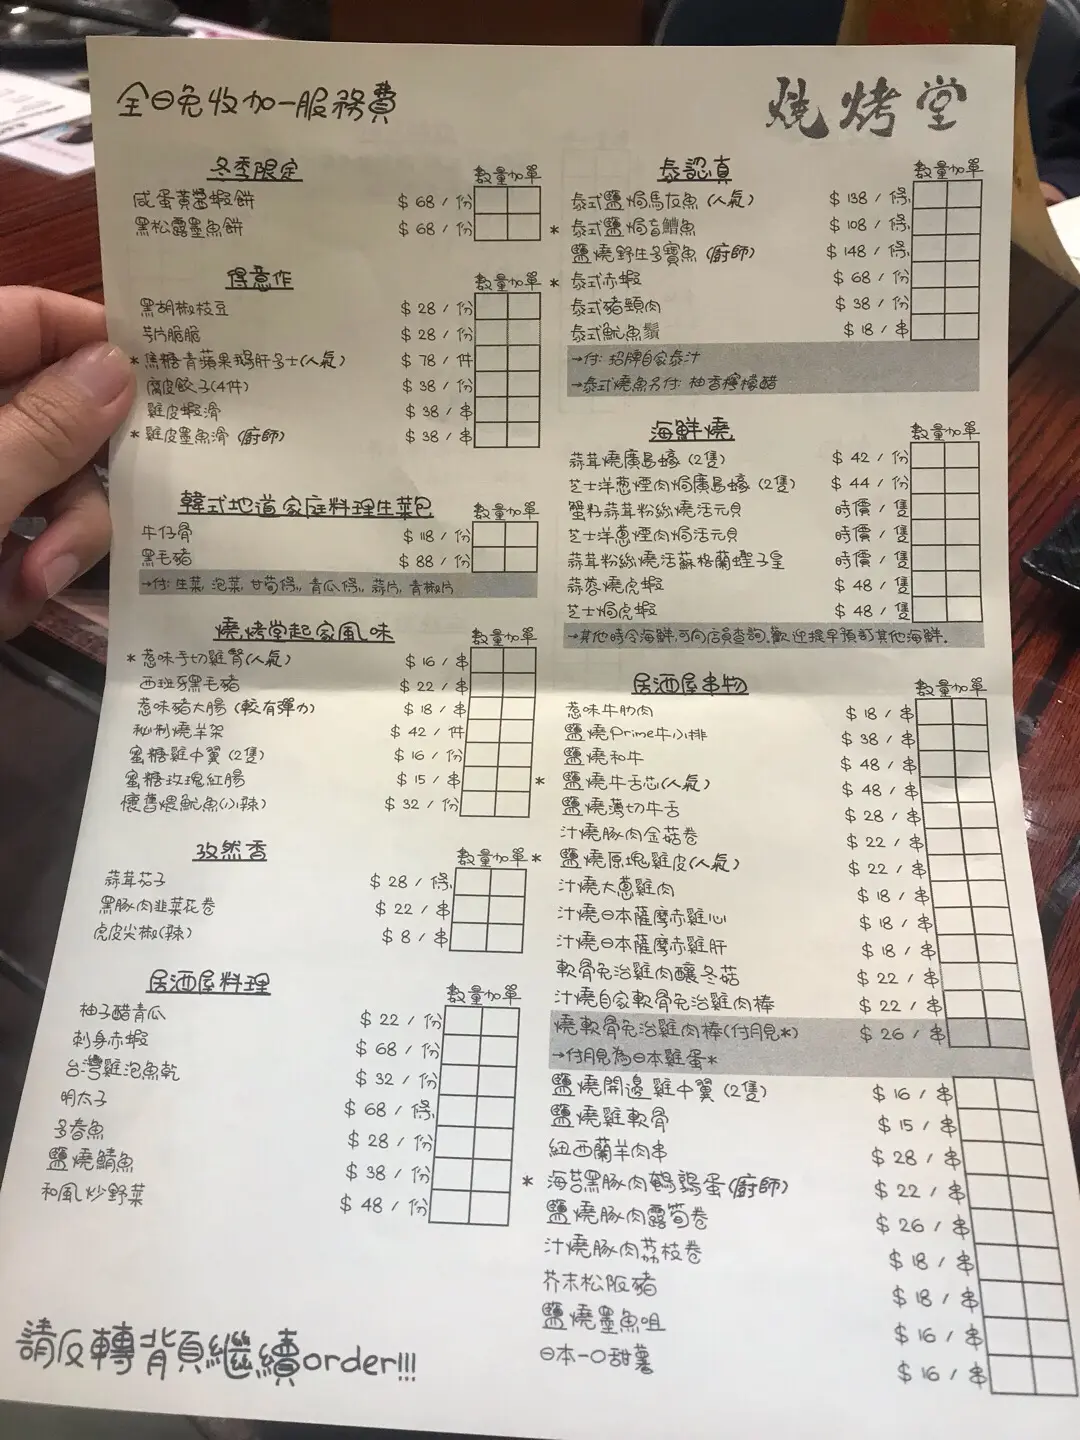 全日免收加一服務費
燒烤堂
冬季限定 數量加單
咸蛋黃醬蝦餅 $68/份
黑松露墨魚餅 $68/份
得意作 數量加單
黑胡椒枝豆 $28/份
芍片脆脆 $28/份
*焦糖青蘋果鵝肝多士(人氣) $78/件
腐皮餃子(4件) $38/份
雞皮蝦滑 $38/串
*雞皮墨魚滑(廚師) $38/串
韓式地道家庭料理生菜包 數量加單
牛仔骨 $118/份
黑毛豬 $88/份
→付:生菜,泡菜,甘荀條,青瓜條,蒜片,青椒片
燒烤堂起家風味 數量加單
*惹味手切雞腎(人氣) $16/串
西班牙黑毛豬 $22/串
惹味豬大腸(較有彈力) $18/串
秘制燒羊架 $42/件
蜜糖雞中翼(2隻) $16/份
蜜糖玫瑰紅腸 $15/串
懷舊煨魷魚(小辣) $32/份
孜然香 數量加單
蒜茸茄子 $28/條
黑豚肉韮菜花卷 $22/串
虎皮尖椒(辣) $8/串
居酒屋料理 數量加單
柚子醋青瓜 $22/份
刺身赤蝦 $68/份
台灣雞泡魚乾 $32/份
明太子 $68/條
多春魚 $28/份
鹽燒鯖魚 $38/份
和風炒野菜 $48/份
請反轉背頁繼續order!!!
泰認真 數量加單
泰式鹽焗馬友魚(人氣) $138/條
*泰式鹽焗盲鰽魚 $108/條
鹽燒野生多寶魚(廚師) $148/條
*泰式赤蝦 $68/份
泰式豬頸肉 $38/份
泰式魷魚鬚 $18/串
→付:招牌自家泰汁
→泰式燒魚另付:柚香檸檬醋
海鮮燒 數量加單
蒜茸燒廣島蠔(2隻) $42/份
芝士洋蔥煙肉焗廣島蠔(2隻) $44/份
蟹籽蒜茸粉絲燒活元貝 時價/隻
芝士洋蔥煙肉焗活元貝 時價/隻
蒜茸粉絲燒活蘇格蘭蟶子皇 時價/隻
蒜蓉燒虎蝦 $48/隻
芝士焗虎蝦 $48/隻
→其他時令海鮮,可向店員查詢,歡迎提早預訂其他海鮮.
居酒屋串物 數量加單
惹味牛肋肉 $18/串
鹽燒Prime牛小排 $38/串
鹽燒和牛 $48/串
*鹽燒牛舌芯(人氣) $48/串
鹽燒薄切牛舌 $28/串
汁燒豚肉金菇卷 $22/串
*鹽燒原塊雞皮(人氣) $22/串
汁燒大蔥雞肉 $18/串
汁燒日本薩摩赤雞心 $18/串
汁燒日本薩摩赤雞肝 $18/串
軟骨免治雞肉釀冬菇 $22/串
汁燒自家軟骨免治雞肉棒 $22/串
燒軟骨免治雞肉棒(付月見*) $26/串
→付月見為日本雞蛋*
鹽燒開邊雞中翼(2隻) $16/串
鹽燒雞軟骨 $15/串
紐西蘭羊肉串 $28/串
*海苔黑豚肉鵪鶉蛋(廚師) $22/串
鹽燒豚肉露筍卷 $26/串
汁燒豚肉荔枝卷 $18/串
芥末松阪豬 $18/串
鹽燒墨魚咀 $16/串
日本一口甜薯 $16/串